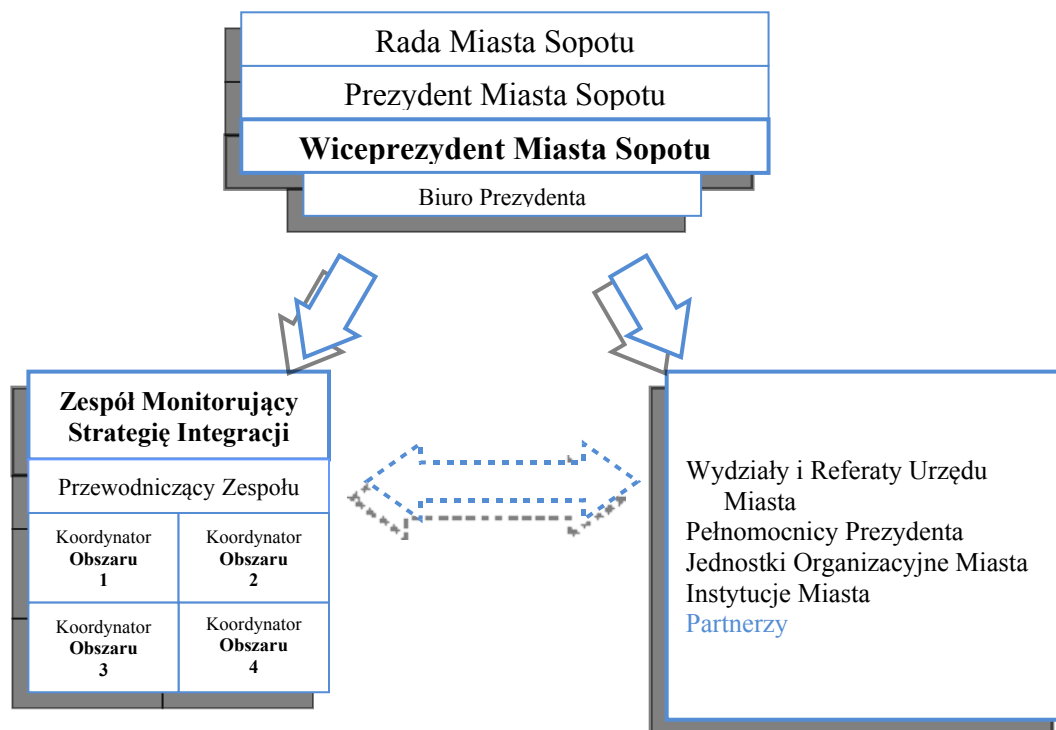 Rada Miasta Sopotu
Prezydent Miasta Sopotu
Wiceprezydent Miasta Sopotu
Biuro Prezydenta
Zespół Monitorujący
Strategię Integracji
Przewodniczący Zespołu
Koordynator
Obszaru
1
Koordynator
Obszaru
2
Koordynator
Obszaru
3
Koordynator
Obszaru
4
Wydziały i Referaty Urzędu
Miasta
Pełnomocnicy Prezydenta
Jednostki Organizacyjne Miasta
Instytucje Miasta
Partnerzy